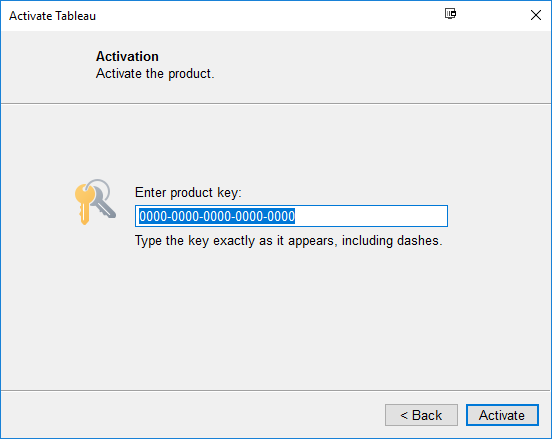 Activate Tableau
Activation
Activate the product.
Enter product key:
0000-0000-0000-0000-0000
Type the key exactly as it appears, including dashes.
< Back
Activate